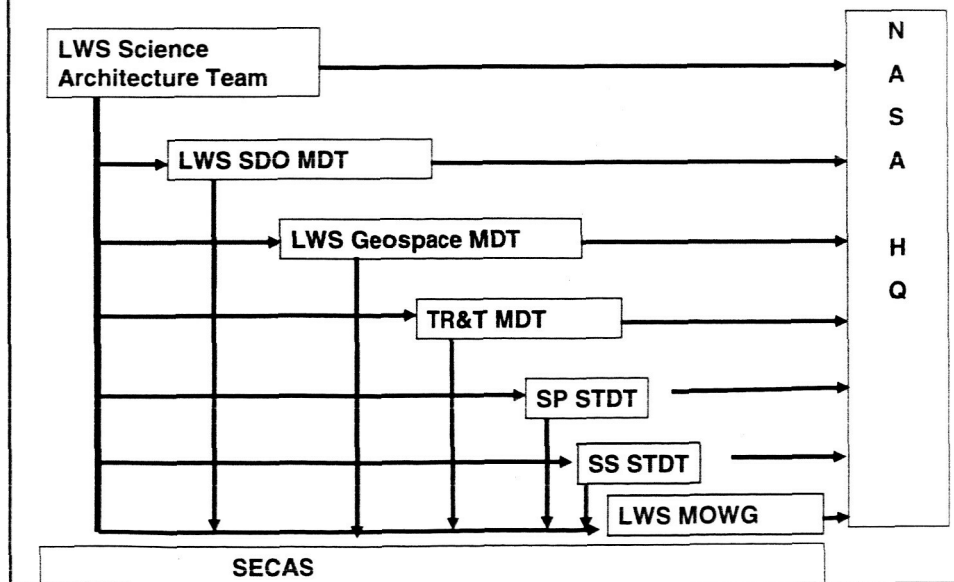 LWS Science
Architecture Team
LWS SDO MDT
LWS Geospace MDT
TR&T MDT
SP STDT
SS STDT
LWS MOWG
SECAS
N
A
S
A
H
Q